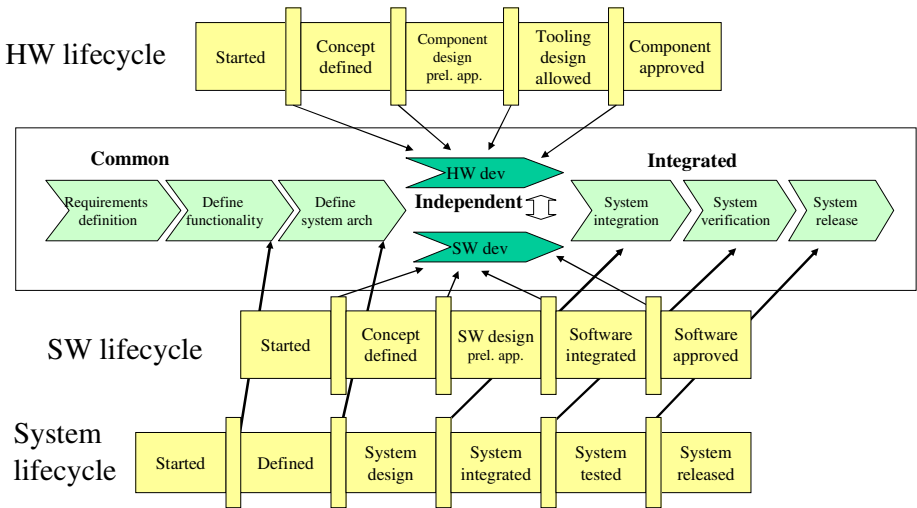 HW lifecycle
Started
Concept
defined
Component
design
prel. app.
Tooling
design
allowed
Component
approved
Common
Integrated
Requirements
definition
Define
functionality
Define
system arch
HW dev
Independent
SW dev
System
integration
System
verification
System
release
SW lifecycle
Started
Concept
defined
SW design
prel. app.
Software
integrated
Software
approved
System
lifecycle
Started
Defined
System
design
System
integrated
System
tested
System
released